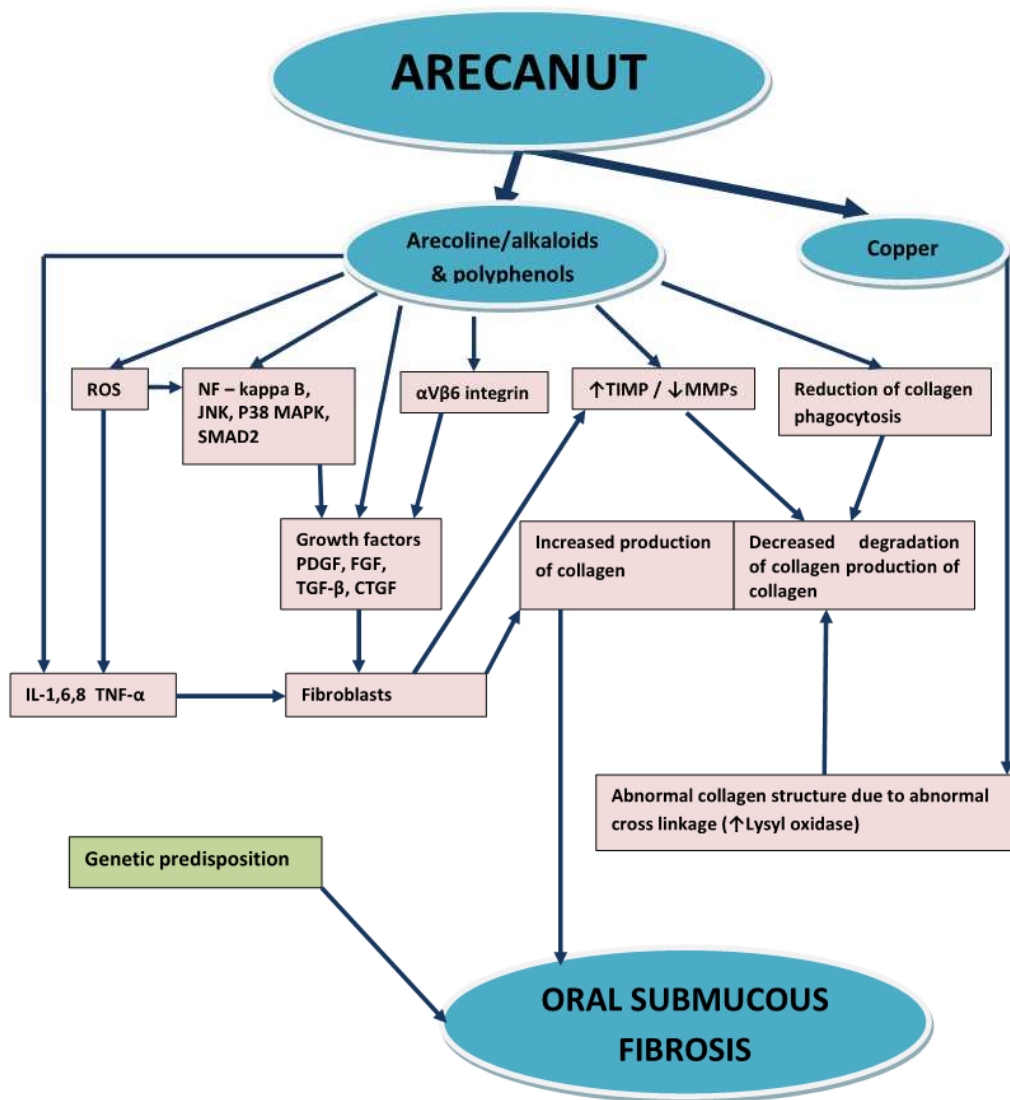 ARECANUT
Arecoline/alkaloids
& polyphenols
Copper
ROS
NF – kappa B,
JNK, P38 MAPK,
SMAD2
αVβ6 integrin
↑TIMP / ↓MMPs
Reduction of collagen
phagocytosis
Growth factors
PDGF, FGF,
TGF-β, CTGF
Increased production
of collagen
Decreased degradation
of collagen production of
collagen
IL-1,6,8 TNF-α
Fibroblasts
Abnormal collagen structure due to abnormal
cross linkage (↑Lysyl oxidase)
Genetic predisposition
ORAL SUBMUCOUS
FIBROSIS